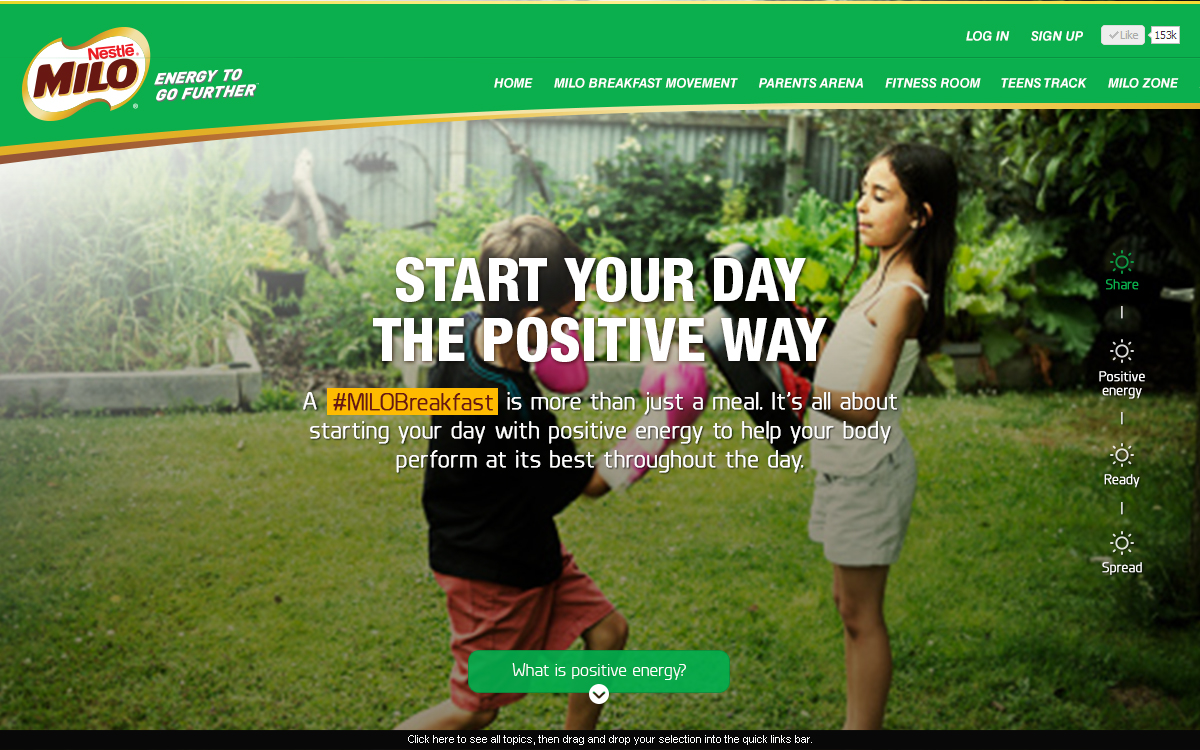 LOG IN SIGN UP Like 153k
Nestlé
MILO
ENERGY TO
GO FURTHER
HOME MILO BREAKFAST MOVEMENT PARENTS ARENA FITNESS ROOM TEENS TRACK MILO ZONE
START YOUR DAY
THE POSITIVE WAY
A #MILOBreakfast is more than just a meal. It's all about
starting your day with positive energy to help your body
perform at its best throughout the day.
Share
Positive
energy
Ready
Spread
What is positive energy?
Click here to see all topics, then drag and drop your selection into the quick links bar.